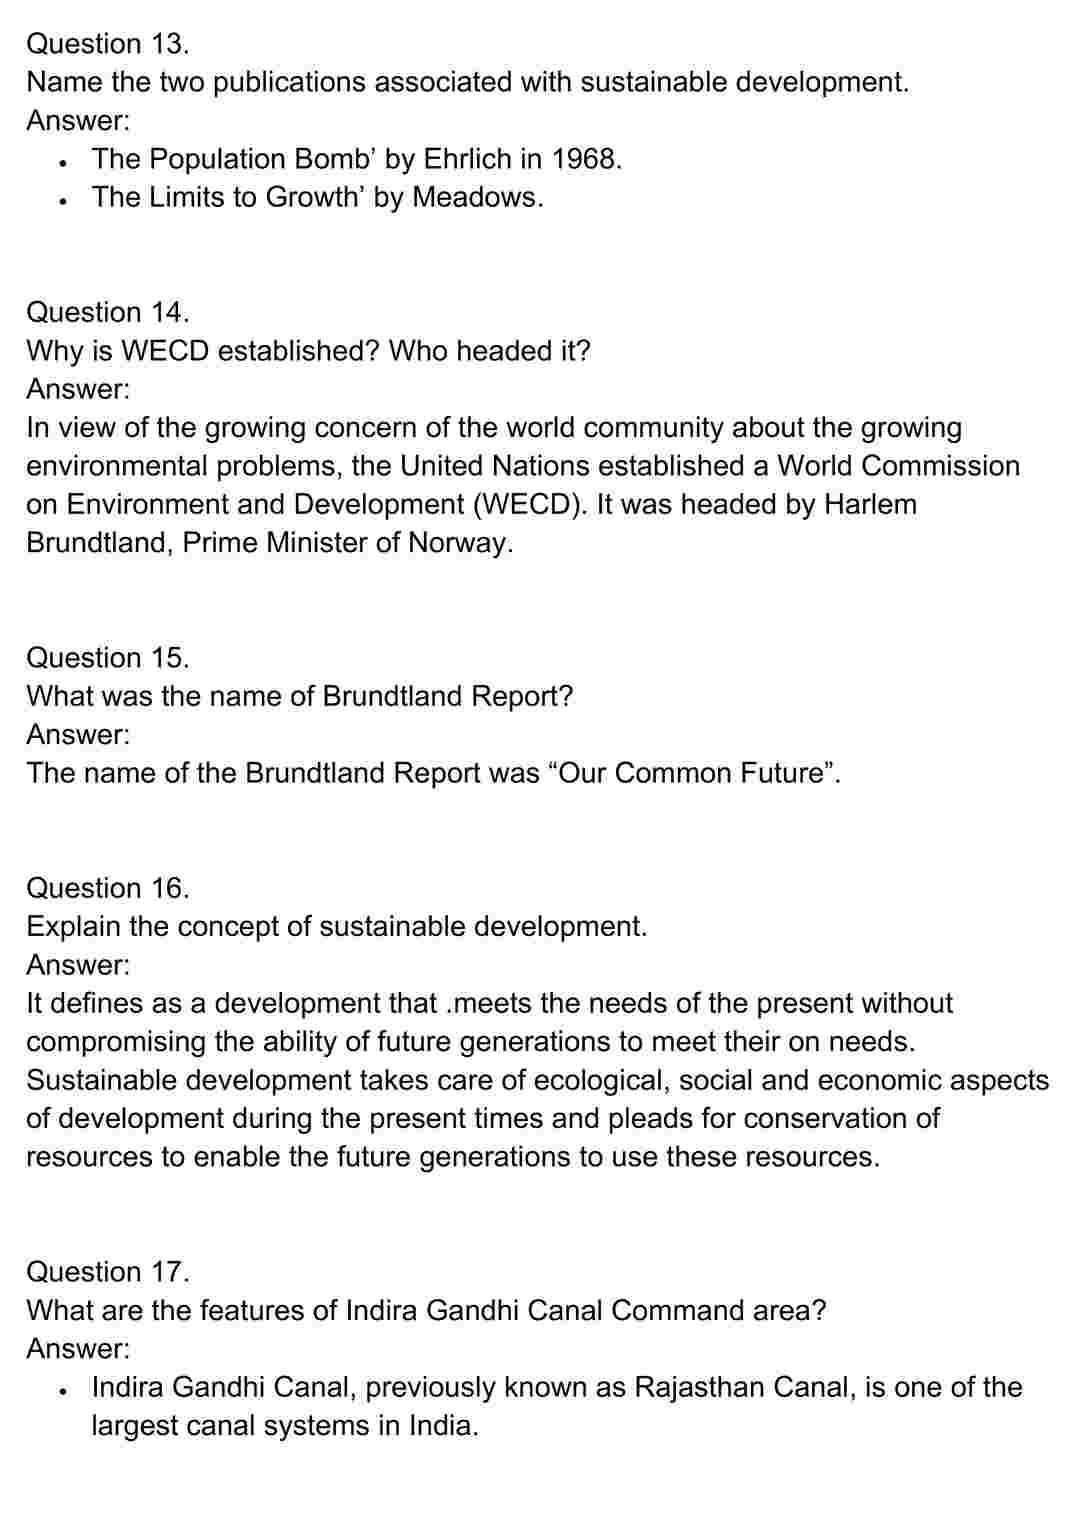 Question 13.
Name the two publications associated with sustainable development.
Answer:
• The Population Bomb’ by Ehrlich in 1968.
• The Limits to Growth’ by Meadows.
Question 14.
Why is WECD established? Who headed it?
Answer:
In view of the growing concern of the world community about the growing
environmental problems, the United Nations established a World Commission
on Environment and Development (WECD). It was headed by Harlem
Brundtland, Prime Minister of Norway.
Question 15.
What was the name of Brundtland Report?
Answer:
The name of the Brundtland Report was “Our Common Future”.
Question 16.
Explain the concept of sustainable development.
Answer:
It defines as a development that .meets the needs of the present without
compromising the ability of future generations to meet their on needs.
Sustainable development takes care of ecological, social and economic aspects
of development during the present times and pleads for conservation of
resources to enable the future generations to use these resources.
Question 17.
What are the features of Indira Gandhi Canal Command area?
Answer:
• Indira Gandhi Canal, previously known as Rajasthan Canal, is one of the
largest canal systems in India.